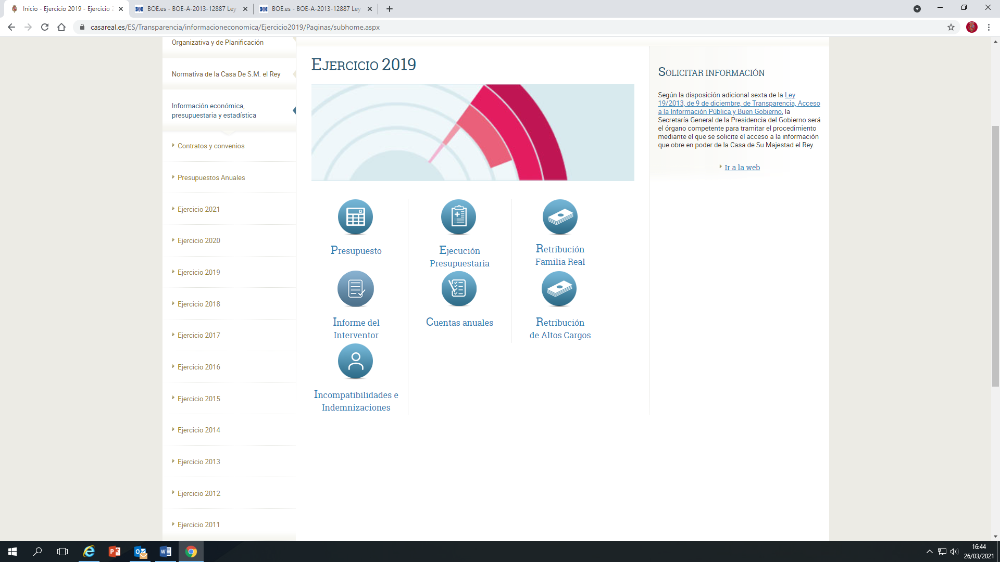 Inicio - Ejercicio 2019 - Ejercicio 2
BOE.es - BOE-A-2013-12887 Ley
BOE.es - BOE-A-2013-12887 Ley
casareal.es/ES/Transparencia/informacioneconomica/Ejercicio2019/Paginas/subhome.aspx
Organizativa y de Planificación
Normativa de la Casa De S.M. el Rey
Información económica,
presupuestaria y estadística
Contratos y convenios
Presupuestos Anuales
Ejercicio 2021
Ejercicio 2020
Ejercicio 2019
Ejercicio 2018
Ejercicio 2017
Ejercicio 2016
Ejercicio 2015
Ejercicio 2014
Ejercicio 2013
Ejercicio 2012
Ejercicio 2011
EJERCICIO 2019
Presupuesto
Ejecución
Presupuestaria
Retribución
Familia Real
Informe del
Interventor
Cuentas anuales
Retribución
de Altos Cargos
Incompatibilidades e
Indemnizaciones
SOLICITAR INFORMACIÓN
Según la disposición adicional sexta de la Ley
19/2013, de 9 de diciembre, de Transparencia, Acceso
a la Información Pública y Buen Gobierno, la
Secretaría General de la Presidencia del Gobierno será
el órgano competente para tramitar el procedimiento
mediante el que se solicite el acceso a la información
que obre en poder de la Casa de Su Majestad el Rey.
Ir a la web
16:44
26/03/2021